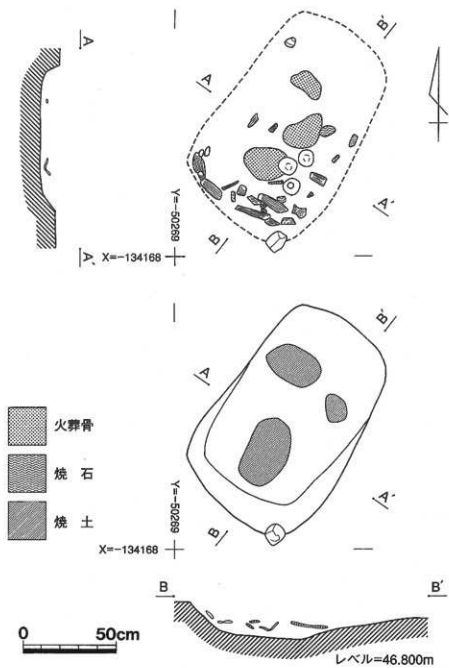 A
A'
B'
A
A'
B
Y=-50269
X=-134168
B'
A
A'
B
Y=-50269
X=-134168
火葬骨
焼 石
焼 土
0 50cm
B B'
レベル=46.800m